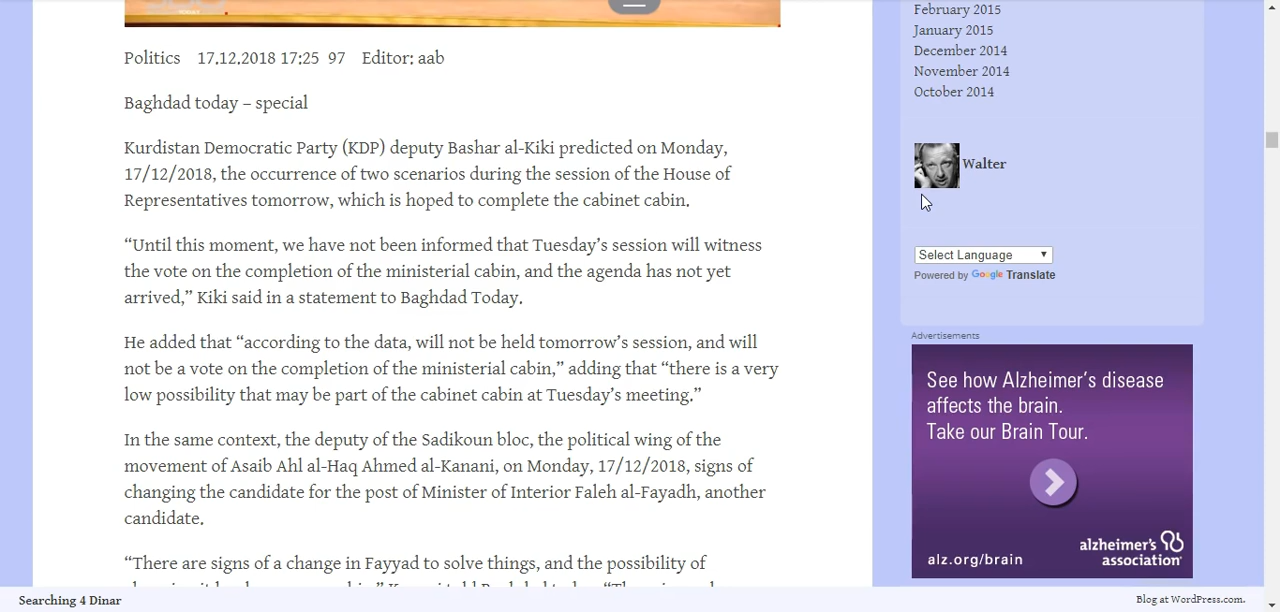 Politics 17.12.2018 17:25 97 Editor: aab
Baghdad today – special
Kurdistan Democratic Party (KDP) deputy Bashar al-Kiki predicted on Monday,
17/12/2018, the occurrence of two scenarios during the session of the House of
Representatives tomorrow, which is hoped to complete the cabinet cabin.
“Until this moment, we have not been informed that Tuesday’s session will witness
the vote on the completion of the ministerial cabin, and the agenda has not yet
arrived,” Kiki said in a statement to Baghdad Today.
He added that “according to the data, will not be held tomorrow’s session, and will
not be a vote on the completion of the ministerial cabin,” adding that “there is a very
low possibility that may be part of the cabinet cabin at Tuesday’s meeting.”
In the same context, the deputy of the Sadikoun bloc, the political wing of the
movement of Asaib Ahl al-Haq Ahmed al-Kanani, on Monday, 17/12/2018, signs of
changing the candidate for the post of Minister of Interior Faleh al-Fayadh, another
candidate.
“There are signs of a change in Fayyad to solve things, and the possibility of
February 2015
January 2015
December 2014
November 2014
October 2014
Walter
Select Language
Powered by Google Translate
Advertisements
See how Alzheimer’s disease
affects the brain.
Take our Brain Tour.
alz.org/brain
alzheimer’s
association
Searching 4 Dinar
Blog at WordPress.com.